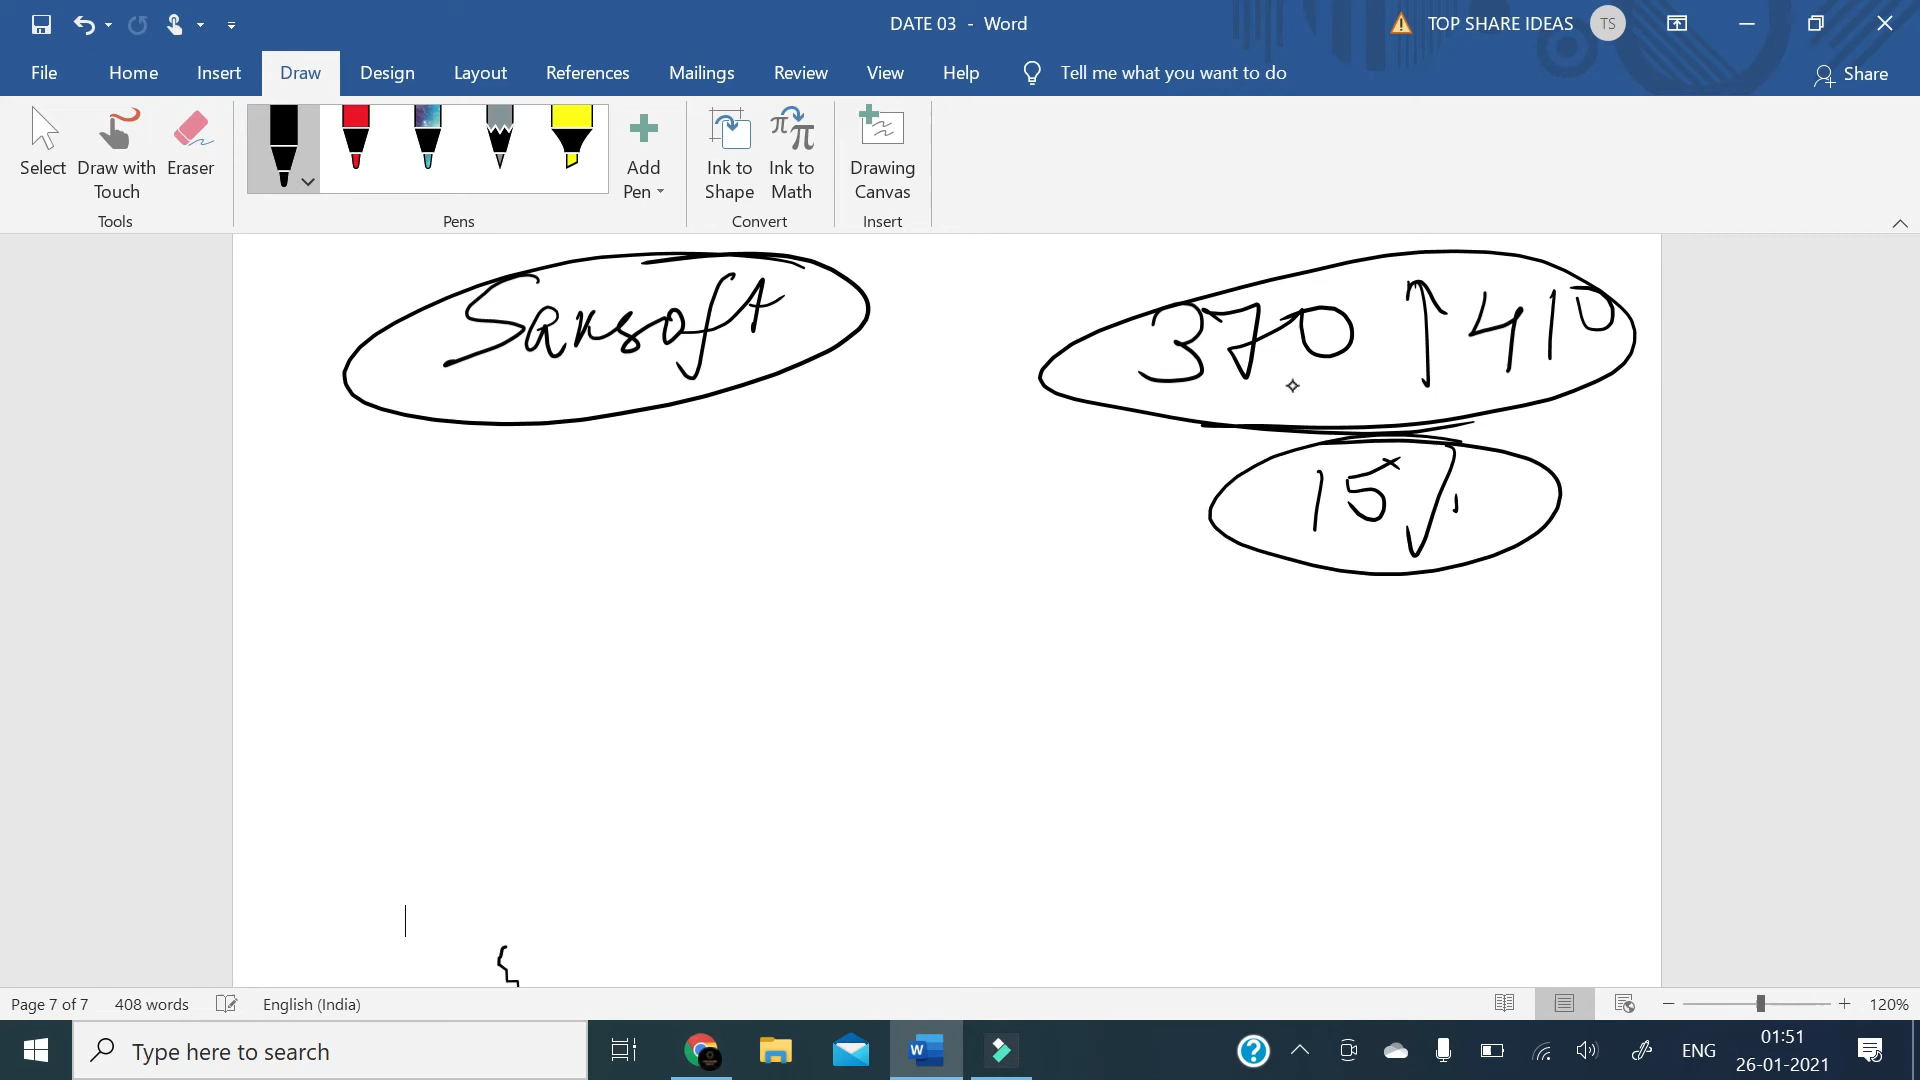 DATE 03 - Word
TOP SHARE IDEAS
TS
File
Home
Insert
Draw
Design
Layout
References
Mailings
Review
View
Help
Tell me what you want to do
Share
Select
Draw with
Touch
Eraser
Add
Pen
Ink to
Shape
Ink to
Math
Drawing
Canvas
Tools
Pens
Convert
Insert
Sansoft
370 ↑ 410
15%
Page 7 of 7
408 words
English (India)
120%
Type here to search
ENG
01:51
26-01-2021